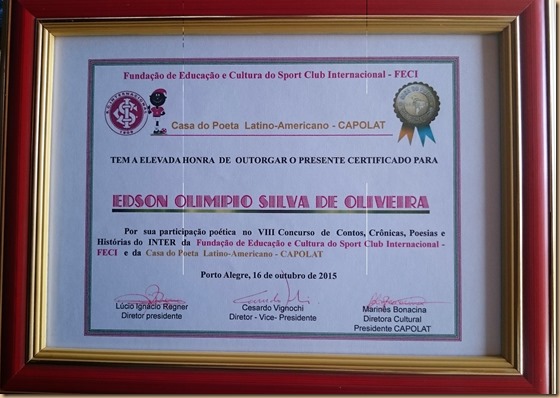 Fundação de Educação e Cultura do Sport Club Internacional - FECI
Casa do Poeta Latino-Americano - CAPOLAT
TEM A ELEVADA HONRA DE OUTORGAR O PRESENTE CERTIFICADO PARA
EDSON OLIMPIO SILVA DE OLIVEIRA
Por sua participação poética no VIII Concurso de Contos, Crônicas, Poesias e
Histórias do INTER da Fundação de Educação e Cultura do Sport Club Internacional -
FECI e da Casa do Poeta Latino-Americano - CAPOLAT
Porto Alegre, 16 de outubro de 2015
Lúcio Ignácio Regner
Diretor presidente
Cesardo Vignochi
Diretor - Vice- Presidente
Marinês Bonacina
Diretora Cultural
Presidente CAPOLAT